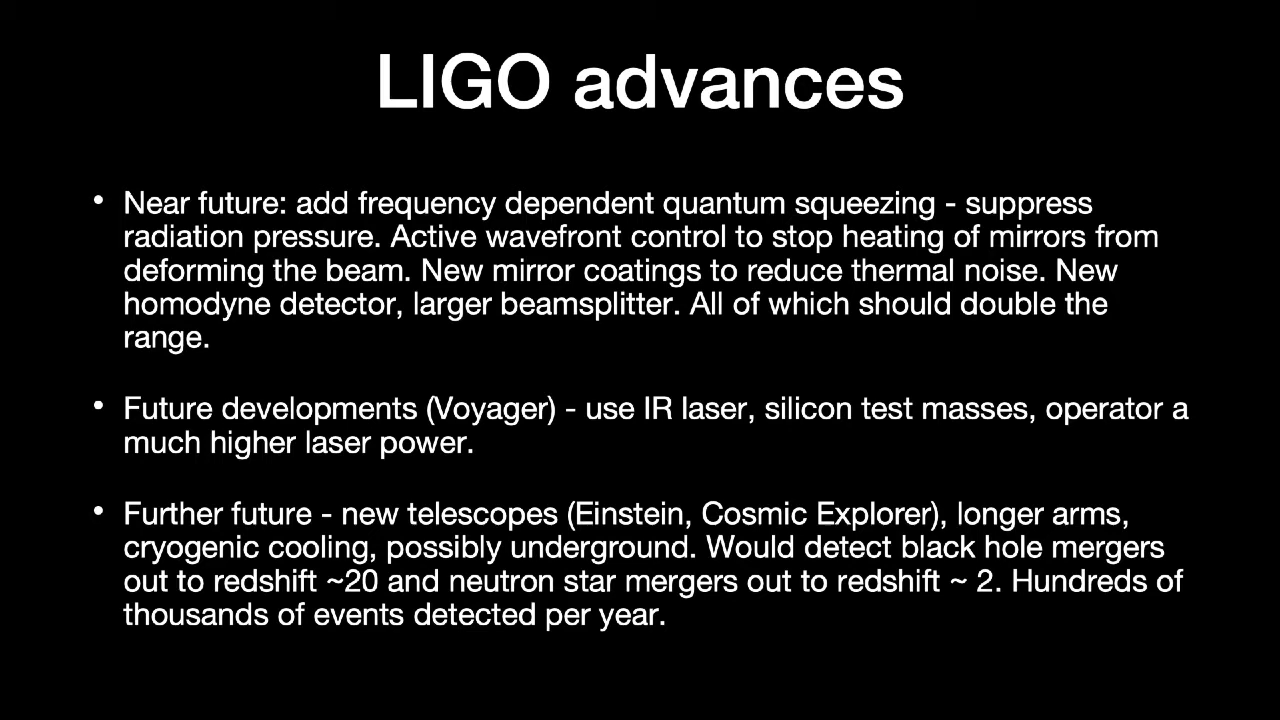 LIGO advances
• Near future: add frequency dependent quantum squeezing - suppress
radiation pressure. Active wavefront control to stop heating of mirrors from
deforming the beam. New mirror coatings to reduce thermal noise. New
homodyne detector, larger beamsplitter. All of which should double the
range.
• Future developments (Voyager) - use IR laser, silicon test masses, operator a
much higher laser power.
• Further future - new telescopes (Einstein, Cosmic Explorer), longer arms,
cryogenic cooling, possibly underground. Would detect black hole mergers
out to redshift ~20 and neutron star mergers out to redshift ~ 2. Hundreds of
thousands of events detected per year.